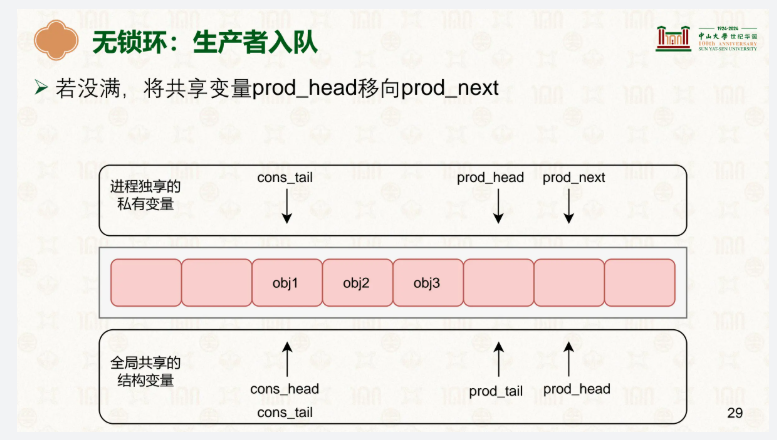 无锁环：生产者入队
1924-2024
中山大學 世纪华诞
100TH ANNIVERSARY
SUN YAT-SEN UNIVERSITY
若没满，将共享变量prod_head移向prod_next
进程独享的
私有变量
cons_tail
prod_head
prod_next
obj1
obj2
obj3
全局共享的
结构变量
cons_head
cons_tail
prod_tail
prod_head
29